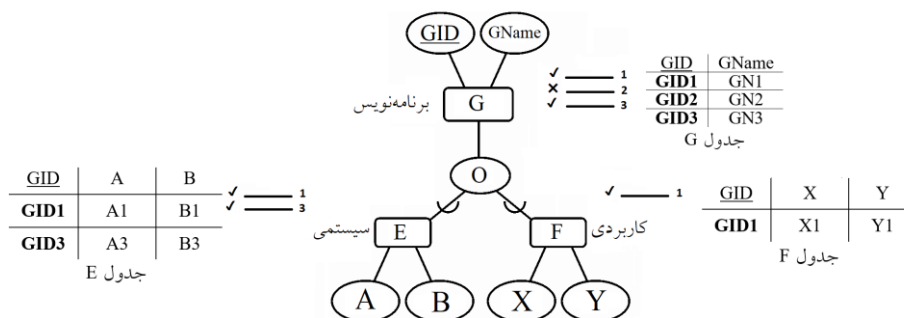 GID GName
✓ 1
✗ 2
✓ 3
G
برنامه‌نویس
GID GName
GID1 GN1
GID2 GN2
GID3 GN3
جدول G
O
GID A B
GID1 A1 B1
GID3 A3 B3
جدول E
✓ 1
✓ 3
سیستمی
E
F
کاربردی
✓ 1
GID X Y
GID1 X1 Y1
جدول F
A B X Y